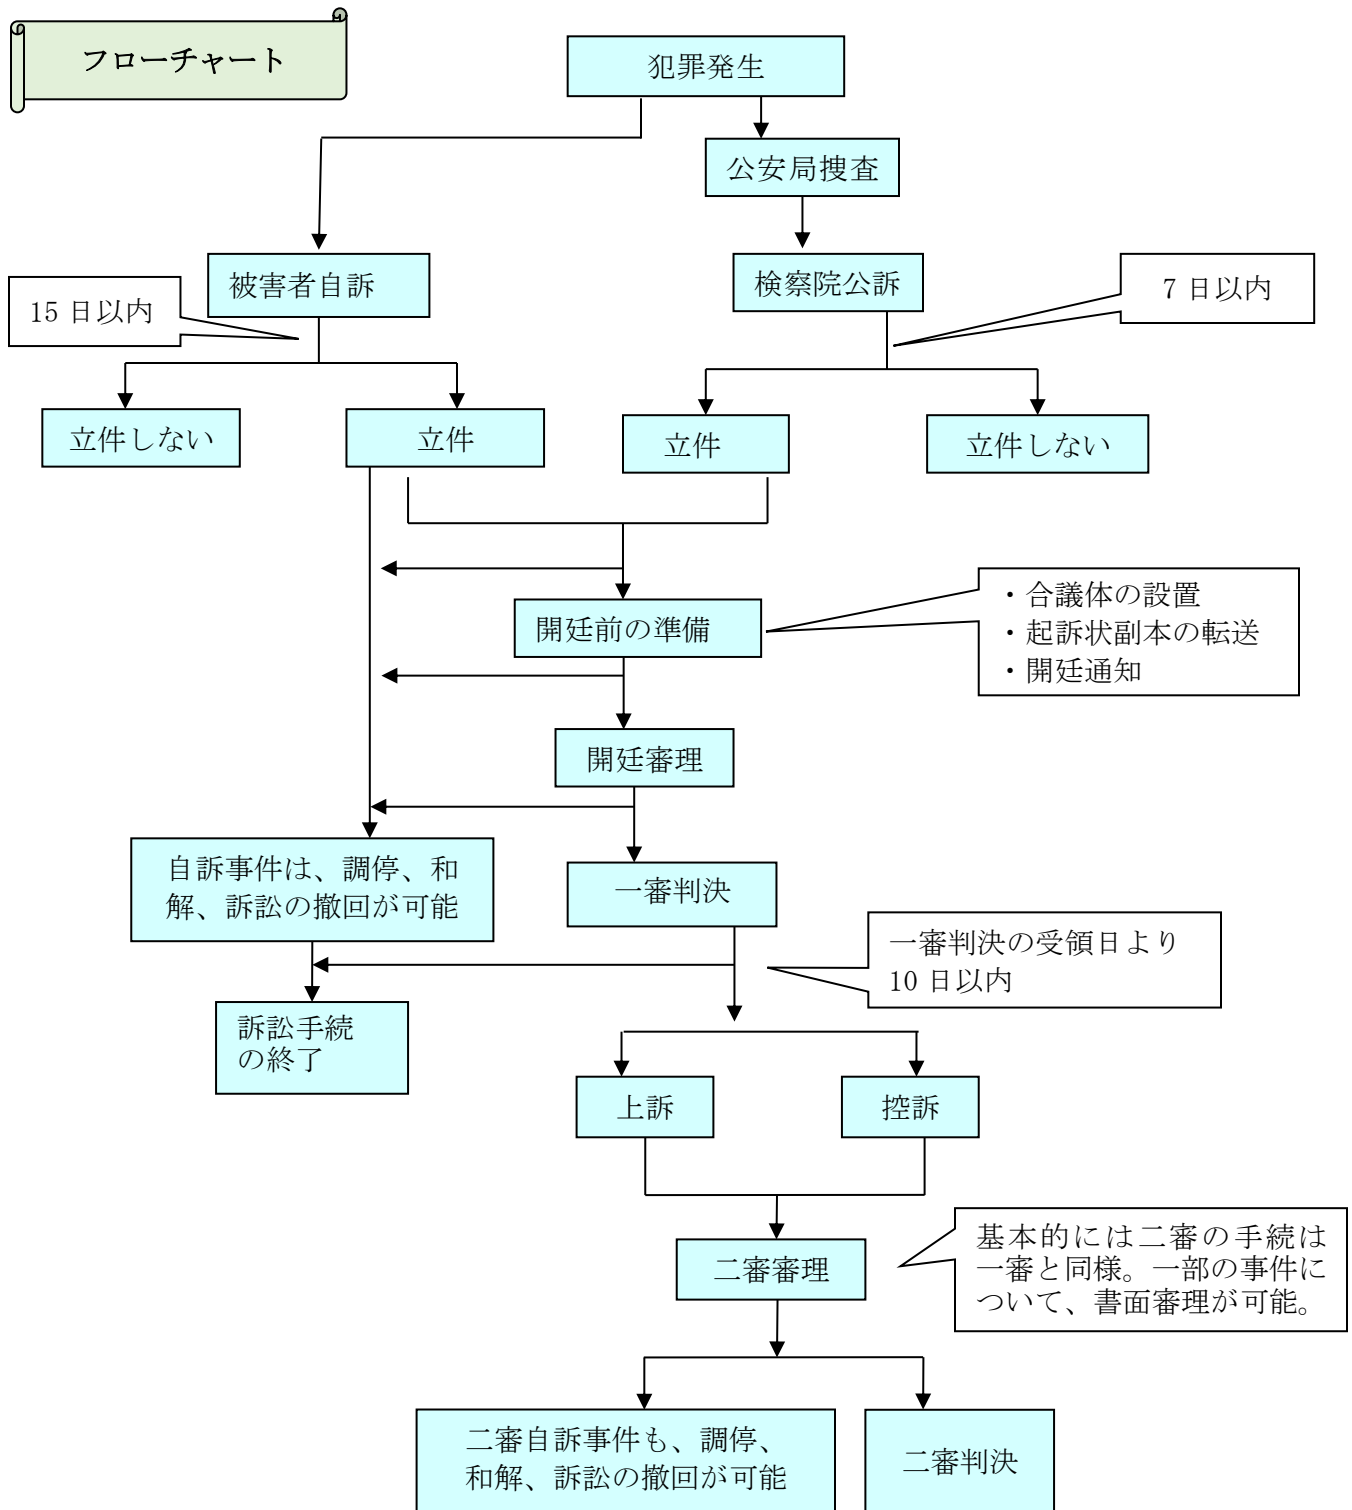 フローチャート
犯罪発生
公安局捜査
被害者自訴
検察院公訴
15 日以内
7 日以内
立件しない
立件
立件
立件しない
開廷前の準備
・合議体の設置
・起訴状副本の転送
・開廷通知
開廷審理
自訴事件は、調停、和
解、訴訟の撤回が可能
一審判決
一審判決の受領日より
10 日以内
訴訟手続
の終了
上訴
控訴
二審審理
基本的には二審の手続は
一審と同様。一部の事件に
ついて、書面審理が可能。
二審自訴事件も、調停、
和解、訴訟の撤回が可能
二審判決